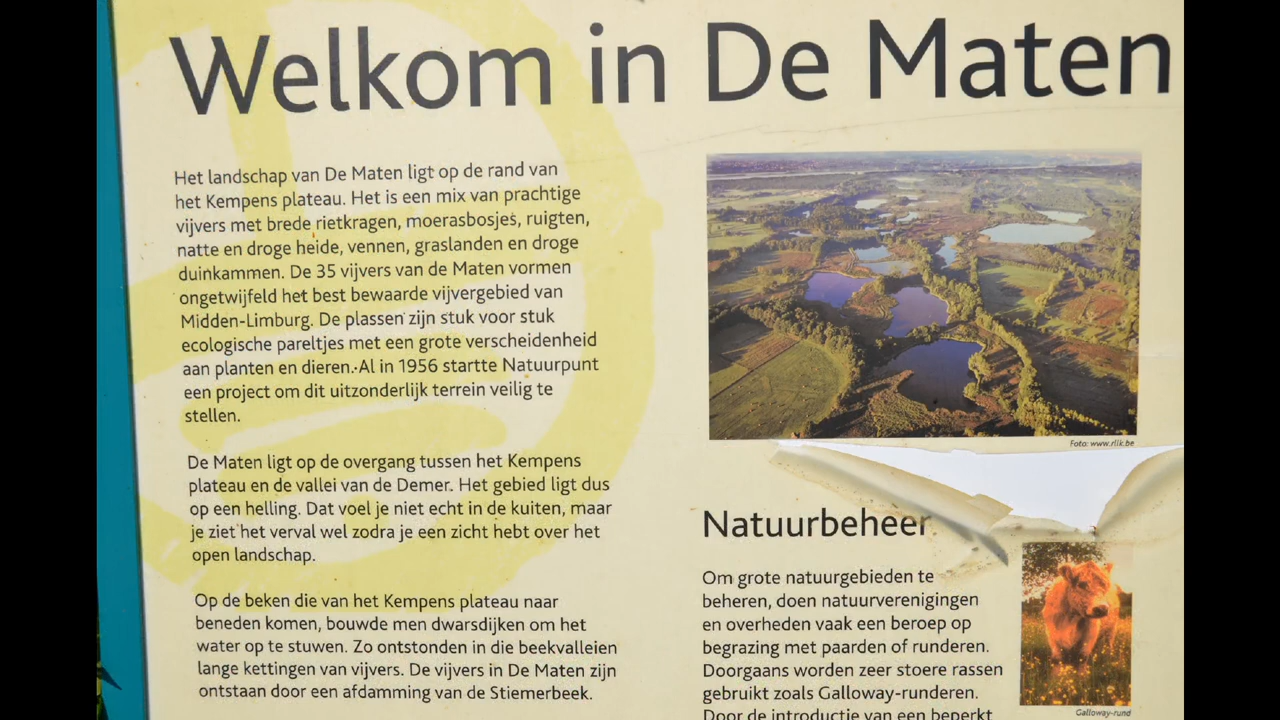 Welkom in De Maten
Het landschap van De Maten ligt op de rand van
het Kempens plateau. Het is een mix van prachtige
vijvers met brede rietkragen, moerasbosjes, ruigten,
natte en droge heide, vennen, graslanden en droge
duinkammen. De 35 vijvers van de Maten vormen
ongetwijfeld het best bewaarde vijvergebied van
Midden-Limburg. De plassen zijn stuk voor stuk
ecologische pareltjes met een grote verscheidenheid
aan planten en dieren. Al in 1956 startte Natuurpunt
een project om dit uitzonderlijk terrein veilig te
stellen.
De Maten ligt op de overgang tussen het Kempens
plateau en de vallei van de Demer. Het gebied ligt dus
op een helling. Dat voel je niet echt in de kuiten, maar
je ziet het verval wel zodra je een zicht hebt over het
open landschap.
Op de beken die van het Kempens plateau naar
beneden komen, bouwde men dwarsdijken om het
water op te stuwen. Zo ontstonden in die beekvalleien
lange kettingen van vijvers. De vijvers in De Maten zijn
ontstaan door een afdamming van de Stiemerbeek.
Foto: www.rlik.be
Natuurbeheer
Om grote natuurgebieden te
beheren, doen natuurverenigingen
en overheden vaak een beroep op
begrazing met paarden of runderen.
Doorgaans worden zeer stoere rassen
gebruikt zoals Galloway-runderen.
Door de introductie van een beperkt
Galloway-rund